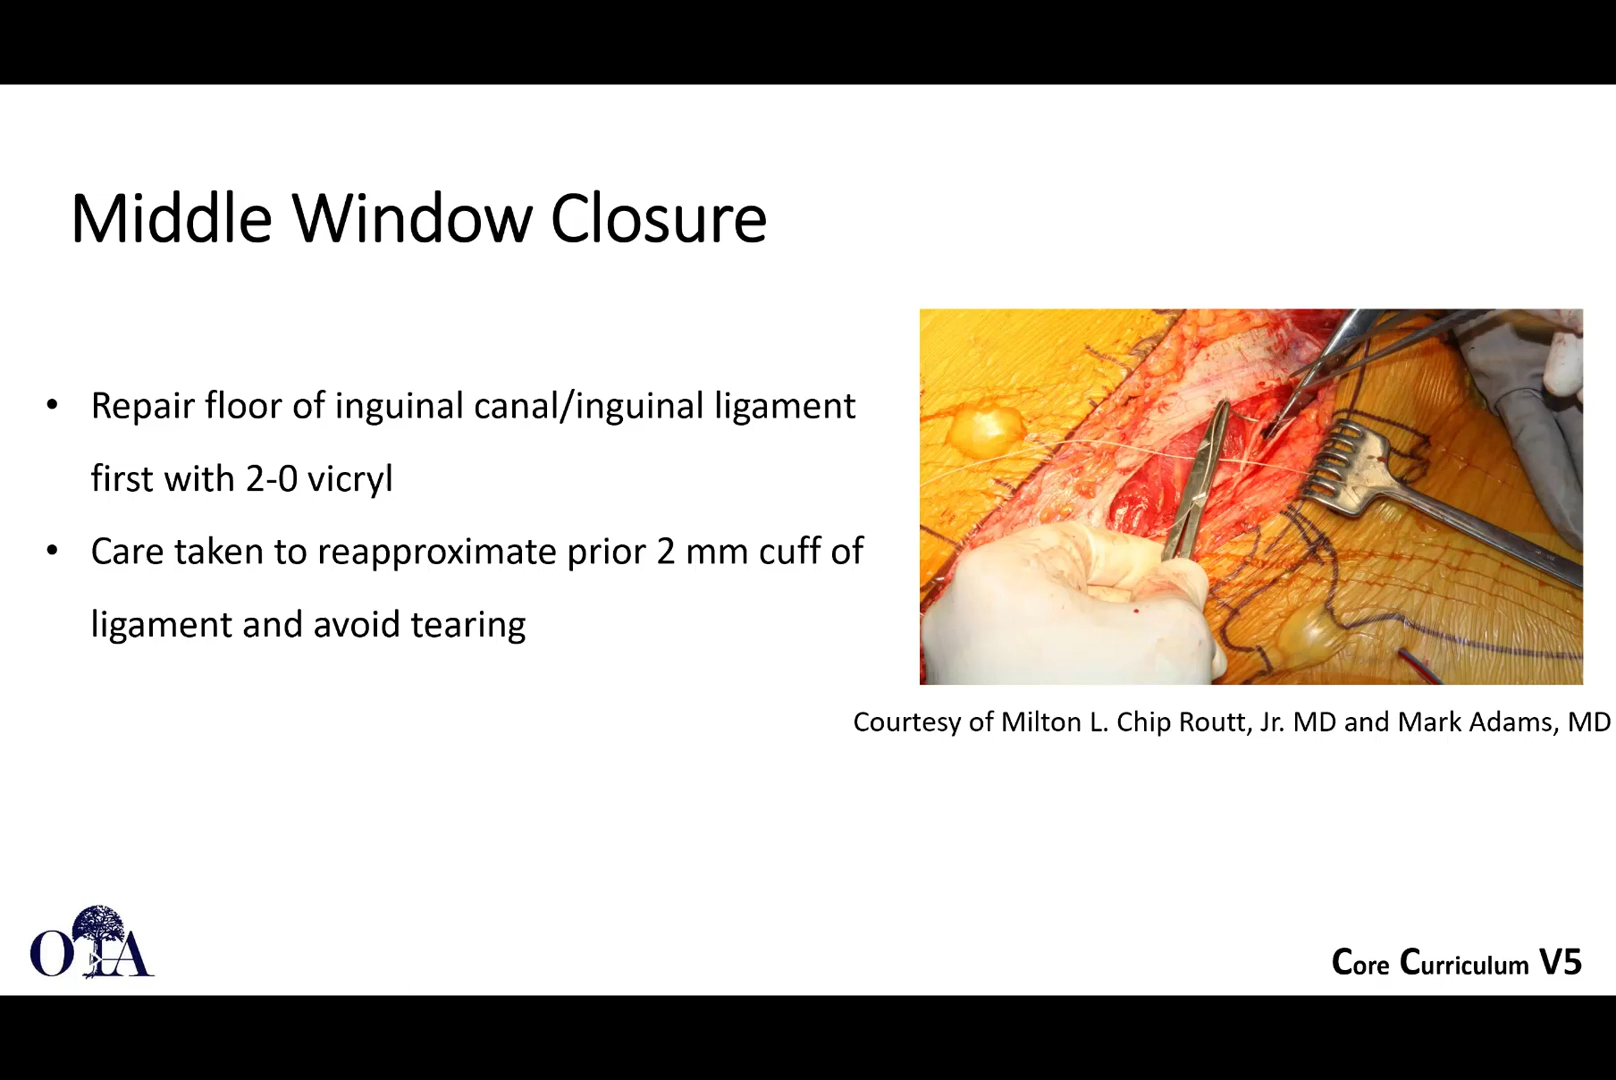 Middle Window Closure
• Repair floor of inguinal canal/inguinal ligament
first with 2-0 vicryl
• Care taken to reapproximate prior 2 mm cuff of
ligament and avoid tearing
Courtesy of Milton L. Chip Routt, Jr. MD and Mark Adams, MD
OTA
Core Curriculum V5